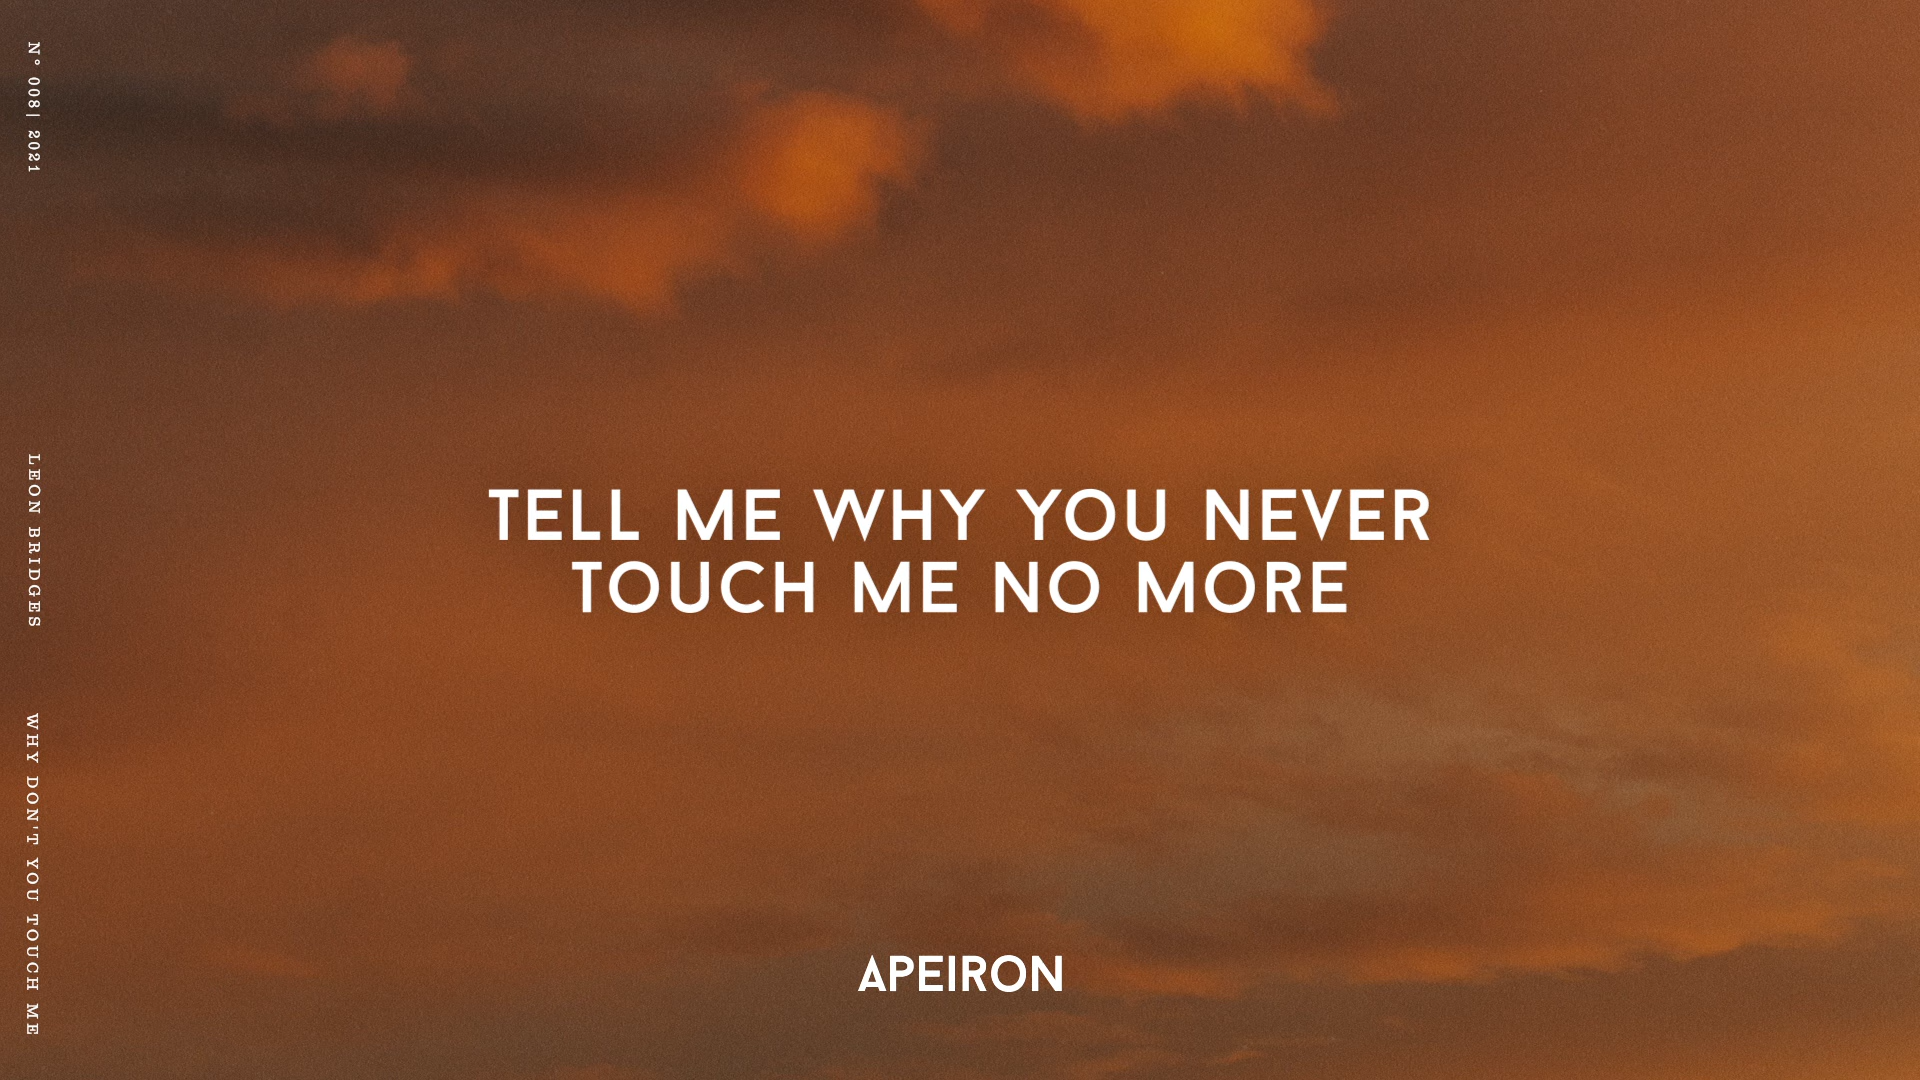 N° 008 | 2021
LEON BRIDGES
WHY DON'T YOU TOUCH ME
TELL ME WHY YOU NEVER
TOUCH ME NO MORE
APEIRON